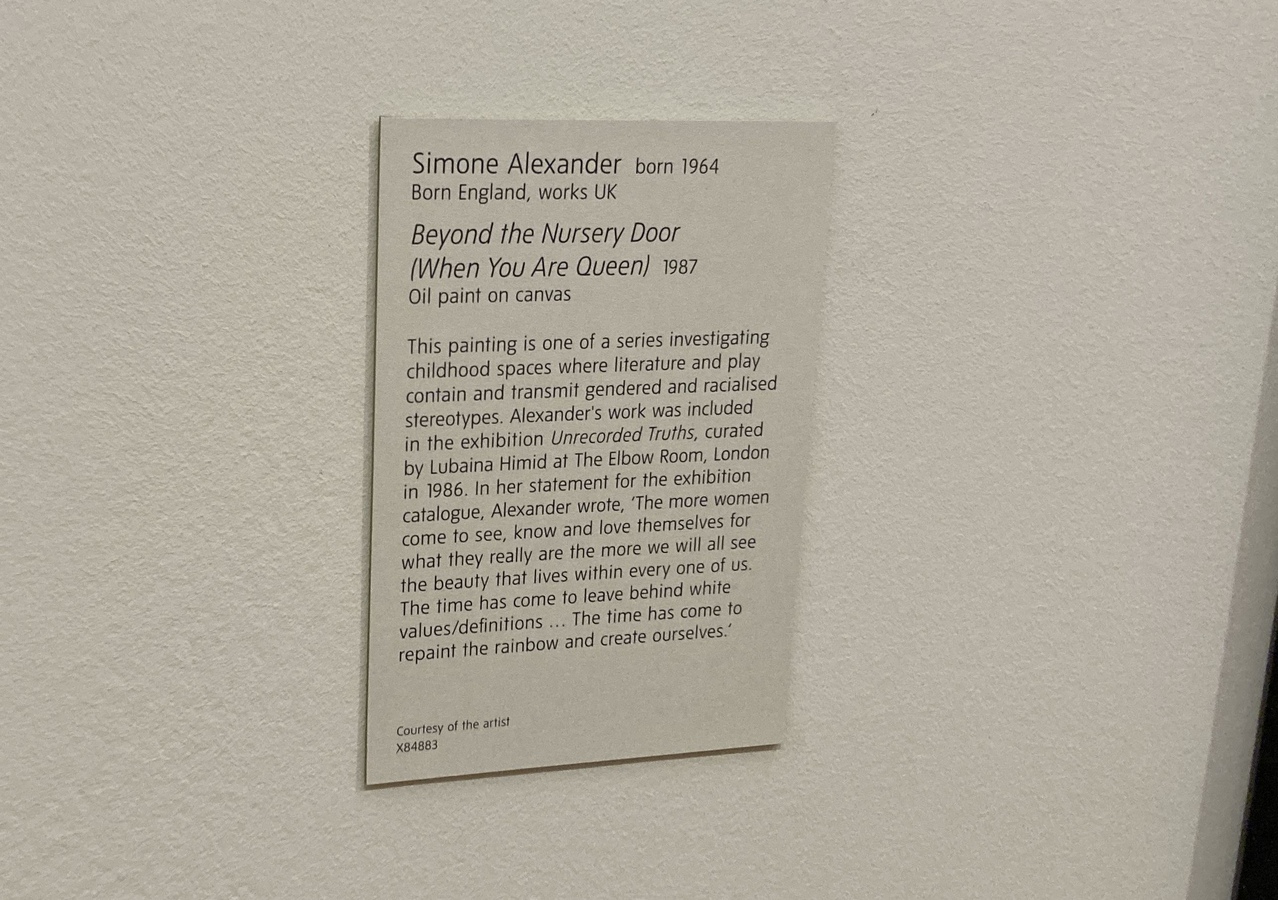 Simone Alexander born 1964
Born England, works UK
Beyond the Nursery Door
(When You Are Queen) 1987
Oil paint on canvas
This painting is one of a series investigating
childhood spaces where literature and play
contain and transmit gendered and racialised
stereotypes. Alexander's work was included
in the exhibition Unrecorded Truths, curated
by Lubaina Himid at The Elbow Room, London
in 1986. In her statement for the exhibition
catalogue, Alexander wrote, ‘The more women
come to see, know and love themselves for
what they really are the more we will all see
the beauty that lives within every one of us.
The time has come to leave behind white
values/definitions … The time has come to
repaint the rainbow and create ourselves.’
Courtesy of the artist
X84883